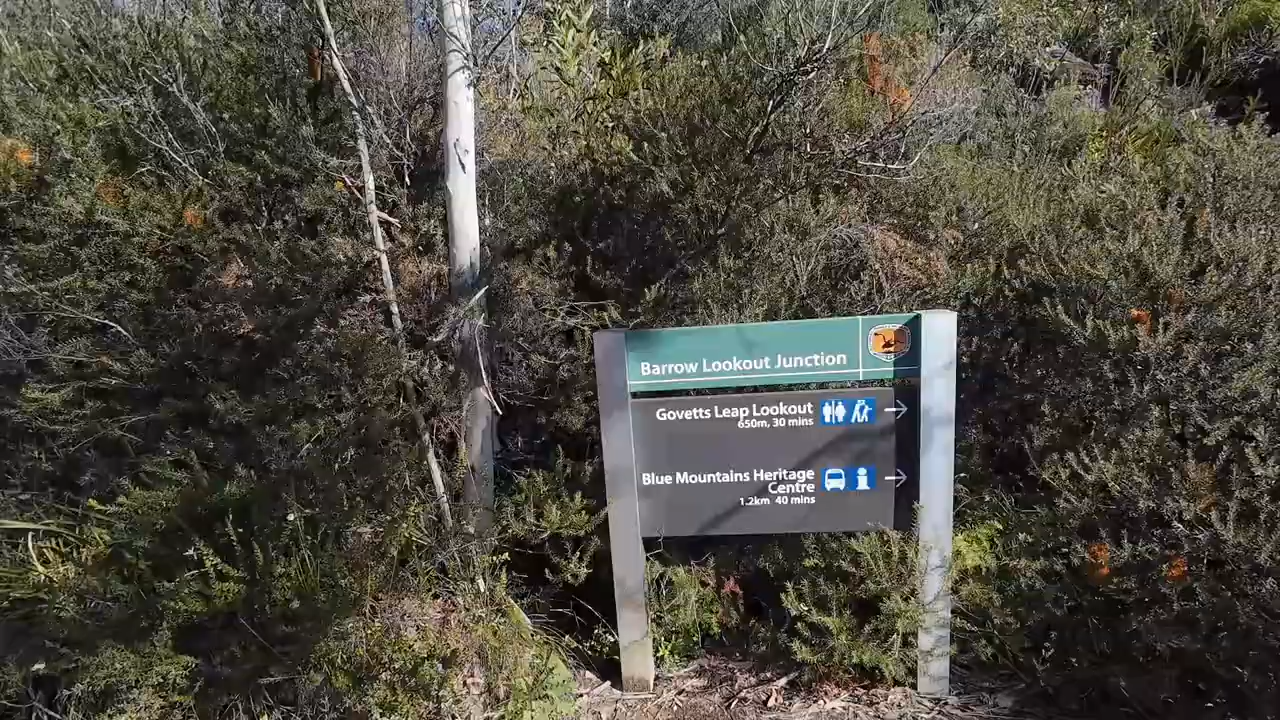 Barrow Lookout Junction
Govetts Leap Lookout
650m, 30 mins
Blue Mountains Heritage
Centre
1.2km 40 mins